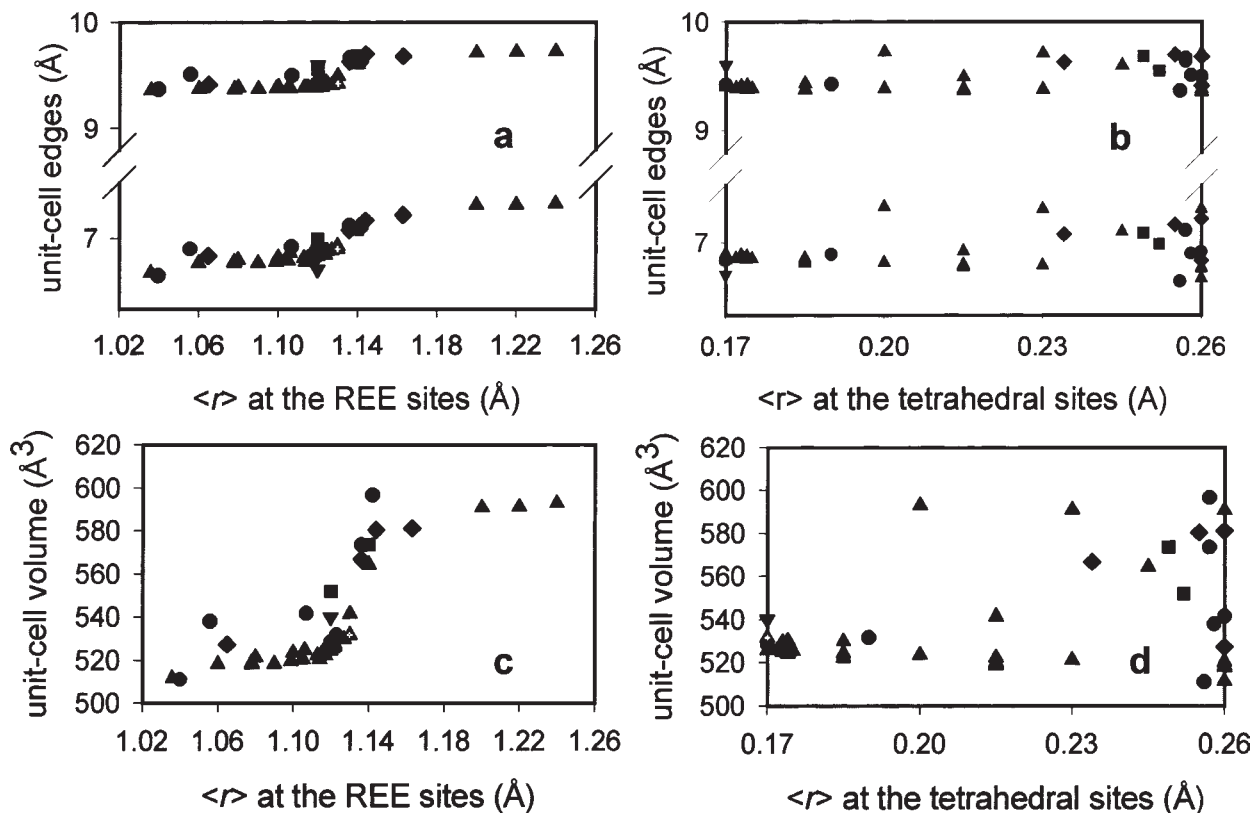 10
9
7
unit-cell edges (Å)
a
1.02 1.06 1.10 1.14 1.18 1.22 1.26
<r> at the REE sites (Å)
10
9
7
unit-cell edges (Å)
b
0.17 0.20 0.23 0.26
<r> at the tetrahedral sites (A)
620
600
580
560
540
520
500
unit-cell volume (Å3)
c
1.02 1.06 1.10 1.14 1.18 1.22 1.26
<r> at the REE sites (Å)
620
600
580
560
540
520
500
unit-cell volume (Å3)
d
0.17 0.20 0.23 0.26
<r> at the tetrahedral sites (Å)